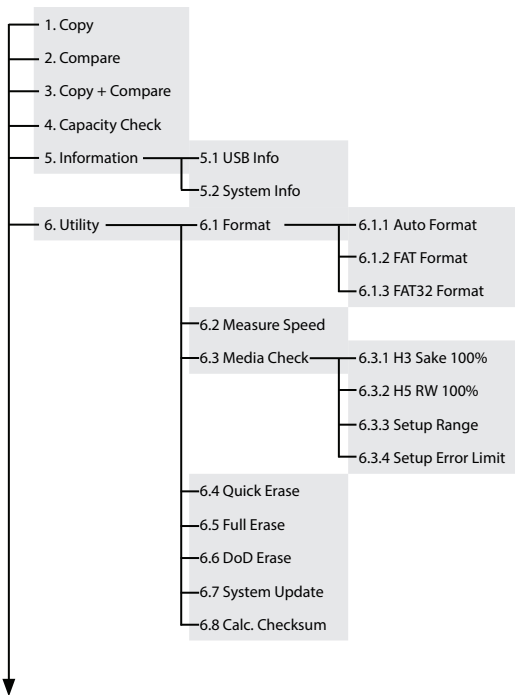 1. Copy
2. Compare
3. Copy + Compare
4. Capacity Check
5. Information
5.1 USB Info
5.2 System Info
6. Utility
6.1 Format
6.1.1 Auto Format
6.1.2 FAT Format
6.1.3 FAT32 Format
6.2 Measure Speed
6.3 Media Check
6.3.1 H3 Sake 100%
6.3.2 H5 RW 100%
6.3.3 Setup Range
6.3.4 Setup Error Limit
6.4 Quick Erase
6.5 Full Erase
6.6 DoD Erase
6.7 System Update
6.8 Calc. Checksum